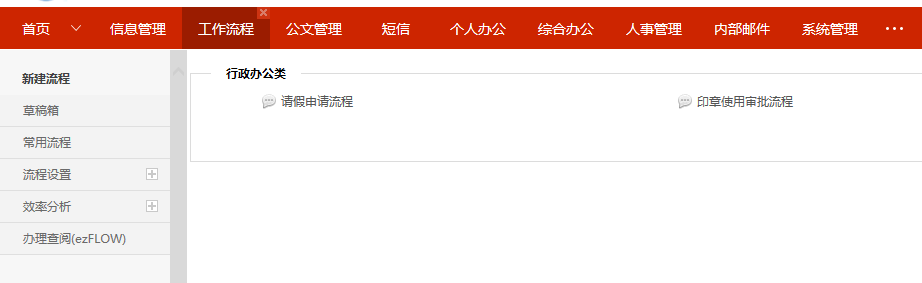 首页 信息管理 工作流程 公文管理 短信 个人办公 综合办公 人事管理 内部邮件 系统管理 ...
新建流程
草稿箱
常用流程
流程设置
效率分析
办理查阅(ezFLOW)
行政办公类
请假申请流程 印章使用审批流程